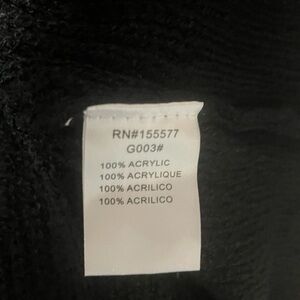 RN#155577
G003#
100% ACRYLIC
100% ACRYLIQUE
100% ACRILICO
100% ACRILICO